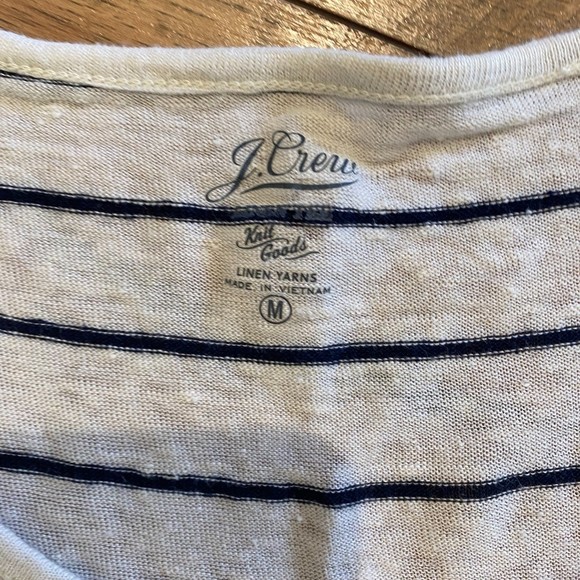 J.Crew
Knit
Goods
LINEN YARNS
MADE IN VIETNAM
M